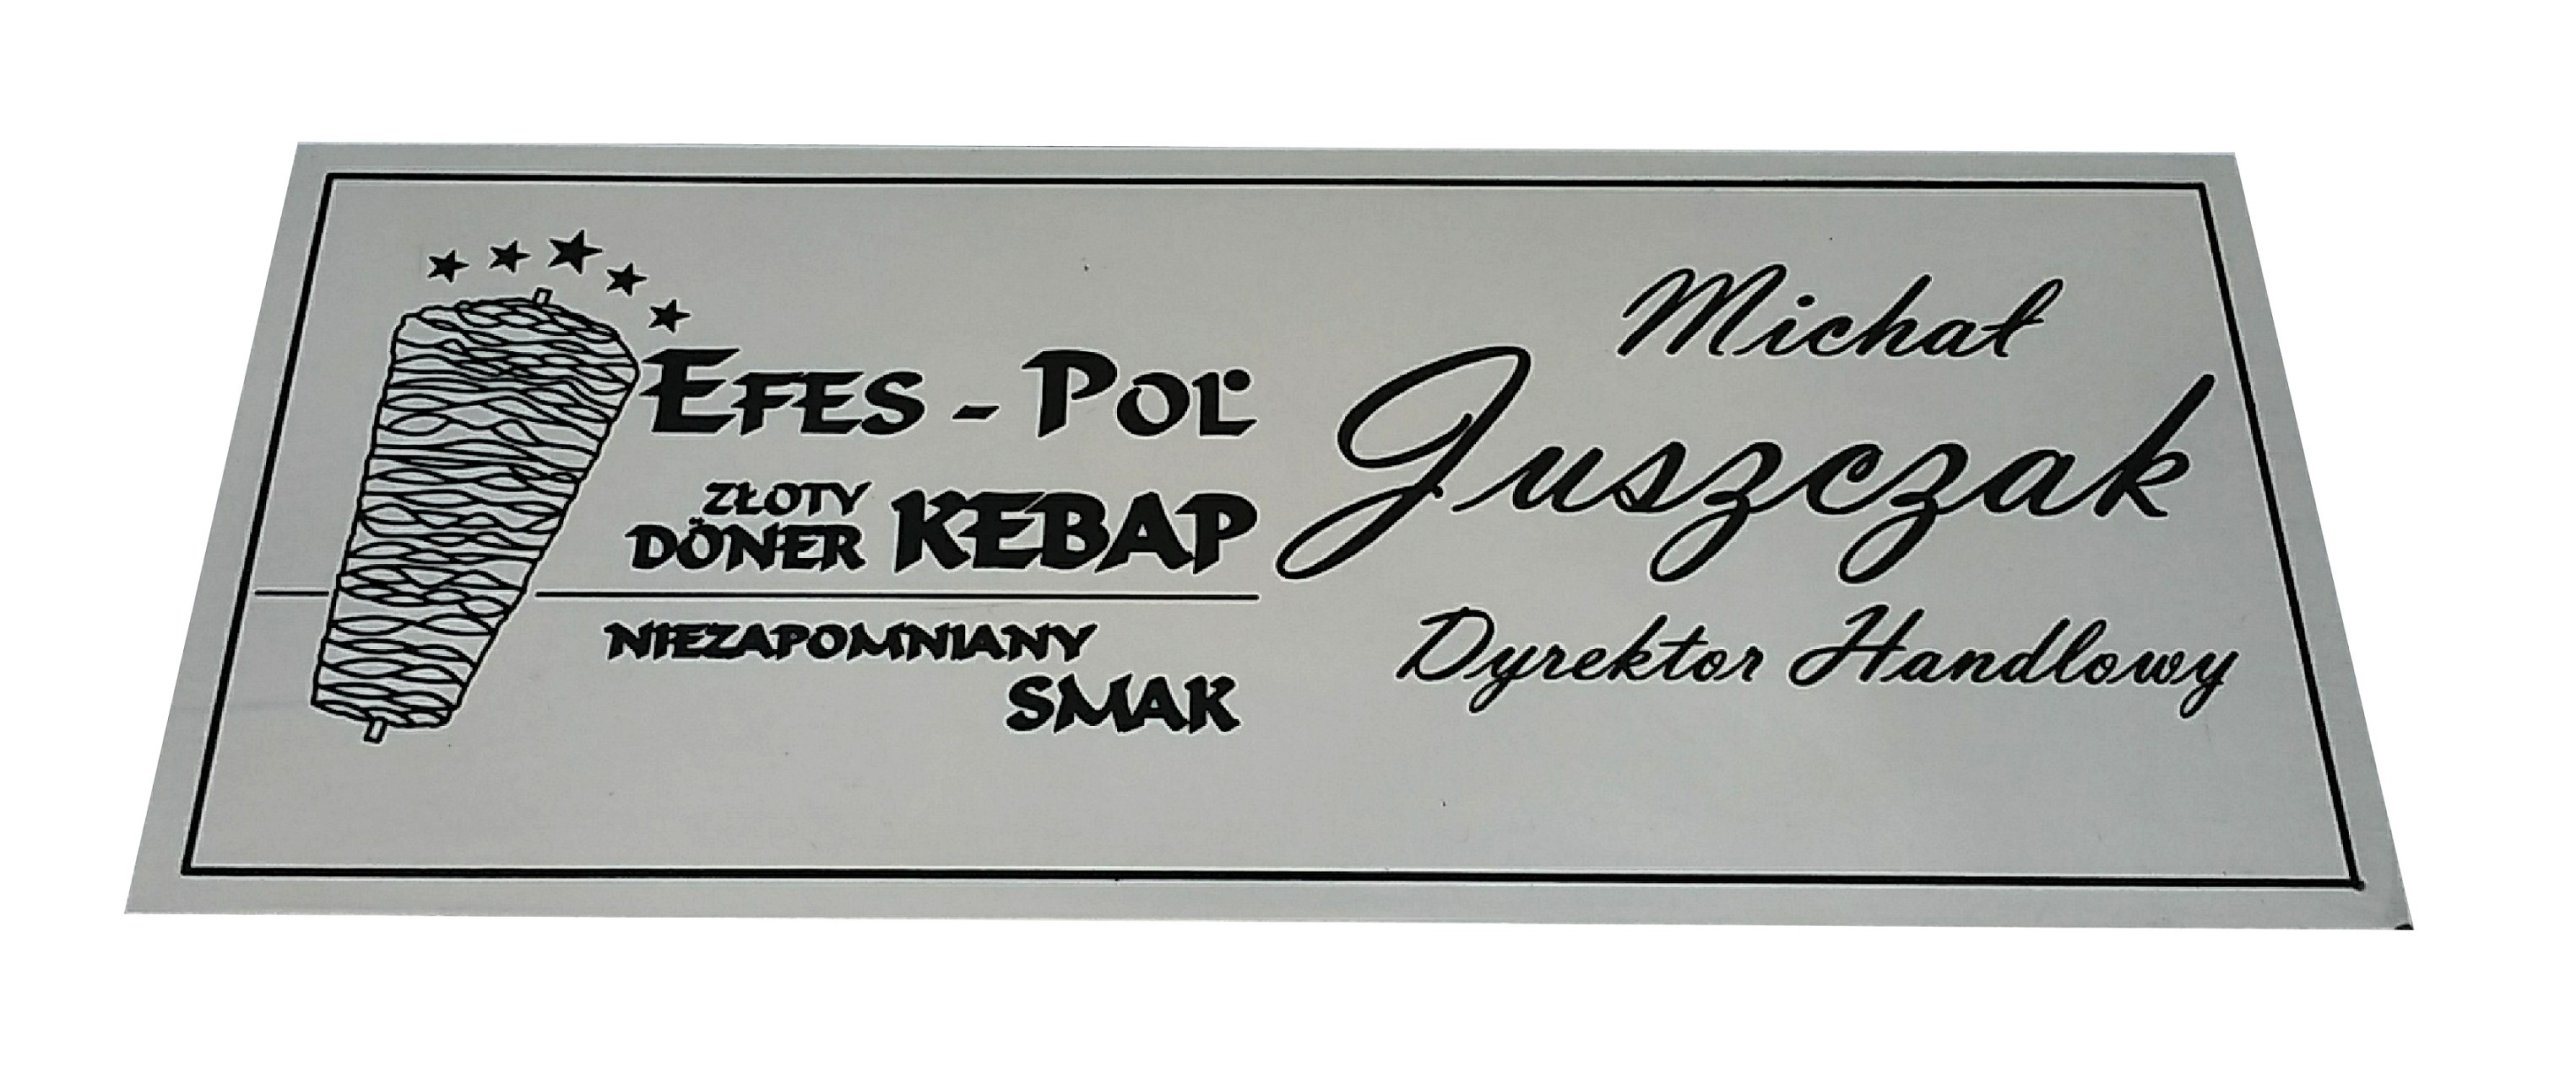 EFES - POL
ZŁOTY
DÖNER KEBAP
NIEZAPOMNIANY
SMAK
Michał
Juszczak
Dyrektor Handlowy